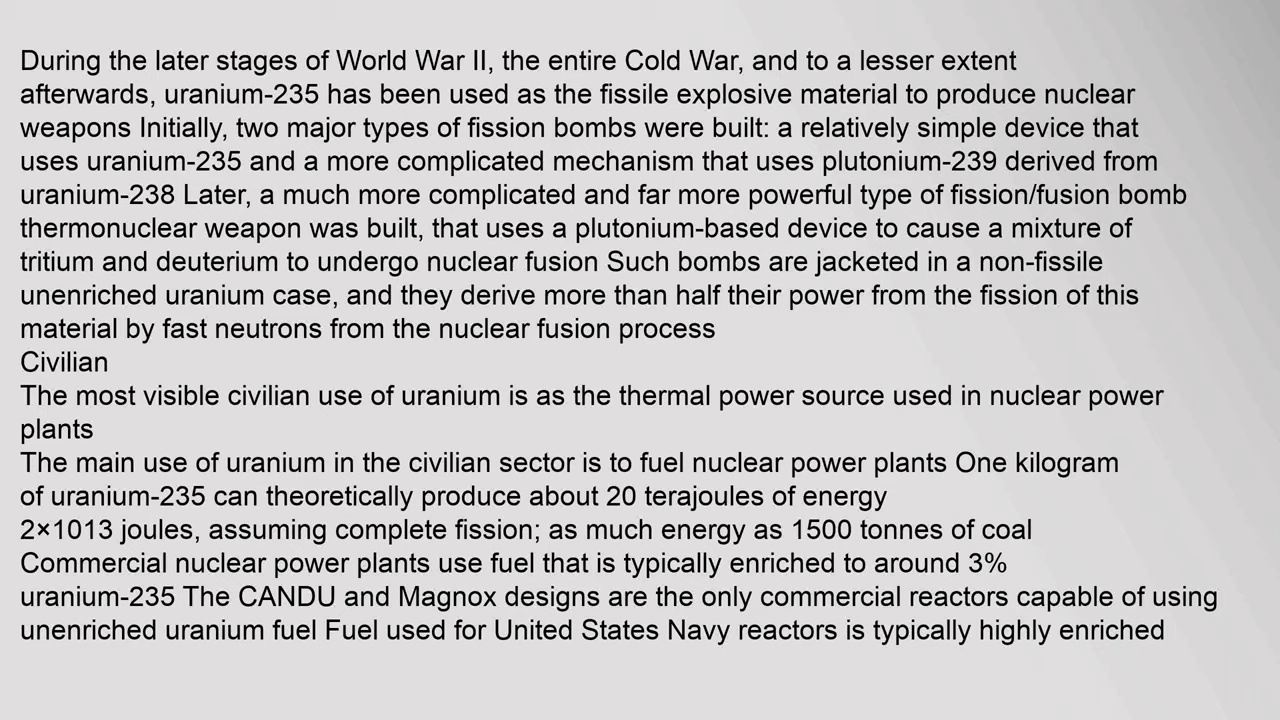 During the later stages of World War II, the entire Cold War, and to a lesser extent
afterwards, uranium-235 has been used as the fissile explosive material to produce nuclear
weapons Initially, two major types of fission bombs were built: a relatively simple device that
uses uranium-235 and a more complicated mechanism that uses plutonium-239 derived from
uranium-238 Later, a much more complicated and far more powerful type of fission/fusion bomb
thermonuclear weapon was built, that uses a plutonium-based device to cause a mixture of
tritium and deuterium to undergo nuclear fusion Such bombs are jacketed in a non-fissile
unenriched uranium case, and they derive more than half their power from the fission of this
material by fast neutrons from the nuclear fusion process
Civilian
The most visible civilian use of uranium is as the thermal power source used in nuclear power
plants
The main use of uranium in the civilian sector is to fuel nuclear power plants One kilogram
of uranium-235 can theoretically produce about 20 terajoules of energy
2×1013 joules, assuming complete fission; as much energy as 1500 tonnes of coal
Commercial nuclear power plants use fuel that is typically enriched to around 3%
uranium-235 The CANDU and Magnox designs are the only commercial reactors capable of using
unenriched uranium fuel Fuel used for United States Navy reactors is typically highly enriched